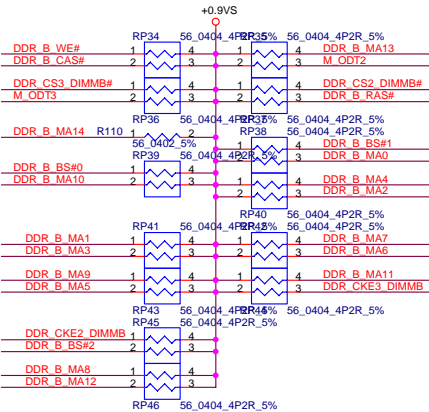 +0.9VS
RP34 56_0404_4P2R_5% RP35 56_0404_4P2R_5%
DDR_B_WE# 1 4 1 4 DDR_B_MA13
DDR_B_CAS# 2 3 2 3 M_ODT2
DDR_CS3_DIMMB# 1 4 1 4 DDR_CS2_DIMMB#
M_ODT3 2 3 2 3 DDR_B_RAS#
RP36 56_0404_4P2R_5% RP37 56_0404_4P2R_5%
DDR_B_MA14 R110 1 2 RP38
56_0402_5% 1 4 DDR_B_BS#1
RP39 56_0404_4P2R_5% 2 3 DDR_B_MA0
DDR_B_BS#0 1 4 1 4 DDR_B_MA4
DDR_B_MA10 2 3 2 3 DDR_B_MA2
RP40 56_0404_4P2R_5%
RP41 56_0404_4P2R_5% RP42 56_0404_4P2R_5%
DDR_B_MA1 1 4 1 4 DDR_B_MA7
DDR_B_MA3 2 3 2 3 DDR_B_MA6
DDR_B_MA9 1 4 1 4 DDR_B_MA11
DDR_B_MA5 2 3 2 3 DDR_CKE3_DIMMB
RP43 56_0404_4P2R_5% RP44 56_0404_4P2R_5%
RP45 56_0404_4P2R_5%
DDR_CKE2_DIMMB 1 4
DDR_B_BS#2 2 3
DDR_B_MA8 1 4
DDR_B_MA12 2 3
RP46 56_0404_4P2R_5%